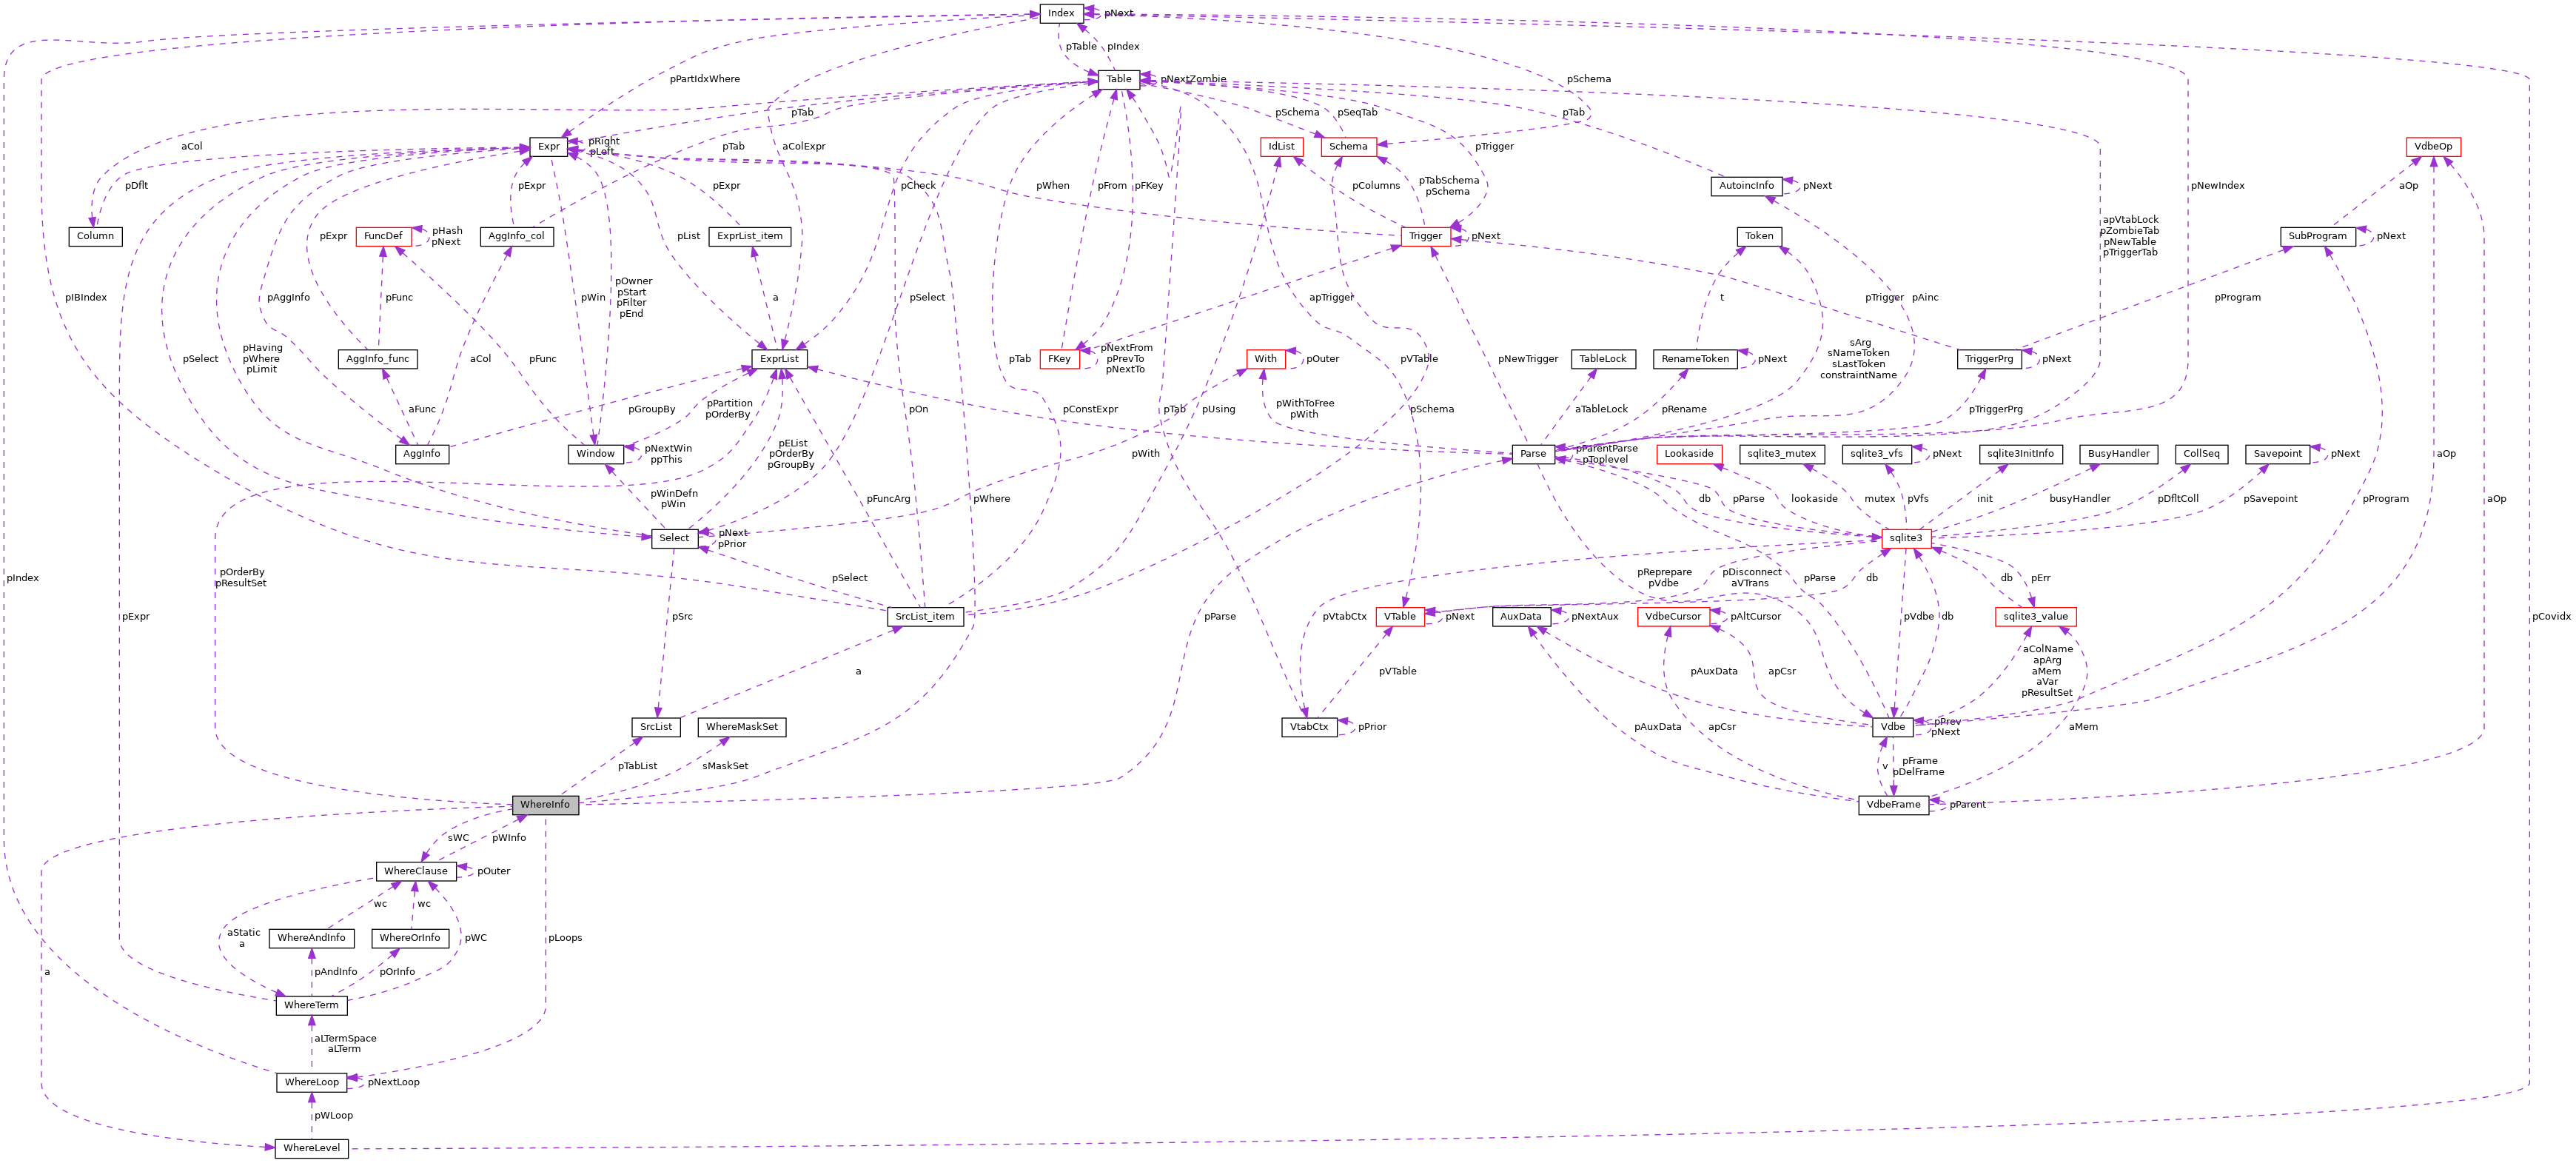 Index
pNext
pTable
pIndex
pPartIdxWhere
Table
pNextZombie
pSchema
pTab
pSchema
pSeqTab
pTab
aCol
Expr
pRight
pLeft
pTab
aColExpr
IdList
Schema
pTrigger
VdbeOp
pDflt
pExpr
pExpr
pCheck
pWhen
pFrom
pFKey
pColumns
pTabSchema
pSchema
AutoincInfo
pNext
pNewIndex
aOp
Column
pExpr
FuncDef
pHash
pNext
AggInfo_col
pList
ExprList_item
Trigger
pNext
Token
apVtabLock
pZombieTab
pNewTable
pTriggerTab
SubProgram
pNext
pIBIndex
pAggInfo
pFunc
pWin
pOwner
pStart
pFilter
pEnd
a
pSelect
apTrigger
t
pTrigger
pAinc
pProgram
pSelect
pHaving
pWhere
pLimit
AggInfo_func
aCol
pFunc
ExprList
pTab
FKey
pNextFrom
pPrevTo
pNextTo
With
pOuter
pVTable
pNewTrigger
TableLock
RenameToken
pNext
sArg
sNameToken
sLastToken
constraintName
TriggerPrg
pNext
aFunc
pGroupBy
pPartition
pOrderBy
pOn
pConstExpr
pTab
pUsing
pWithToFree
pWith
pSchema
aTableLock
pRename
pTriggerPrg
AggInfo
Window
pNextWin
ppThis
pEList
pOrderBy
pGroupBy
pWith
Parse
pParentParse
pToplevel
Lookaside
sqlite3_mutex
sqlite3_vfs
pNext
sqlite3InitInfo
BusyHandler
CollSeq
Savepoint
pNext
aOp
pWinDefn
pWin
pFuncArg
pWhere
db
pParse
lookaside
mutex
pVfs
init
busyHandler
pDfltColl
pSavepoint
pProgram
aOp
Select
pNext
pPrior
sqlite3
pIndex
pOrderBy
pResultSet
pSelect
pReprepare
pVdbe
pDisconnect
aVTrans
pParse
db
db
pErr
pExpr
pSrc
SrcList_item
pParse
pVtabCtx
VTable
pNext
AuxData
pNextAux
VdbeCursor
pAltCursor
pVdbe
db
sqlite3_value
pCovidx
a
pVTable
pAuxData
apCsr
aColName
apArg
aMem
aVar
pResultSet
SrcList
WhereMaskSet
VtabCtx
pPrior
pAuxData
apCsr
Vdbe
pPrev
pNext
aMem
pTabList
sMaskSet
v
pFrame
pDelFrame
WhereInfo
VdbeFrame
pParent
sWC
pWInfo
WhereClause
pOuter
wc
wc
aStatic
a
WhereAndInfo
WhereOrInfo
pWC
pLoops
a
pAndInfo
pOrInfo
WhereTerm
aLTermSpace
aLTerm
WhereLoop
pNextLoop
pWLoop
WhereLevel